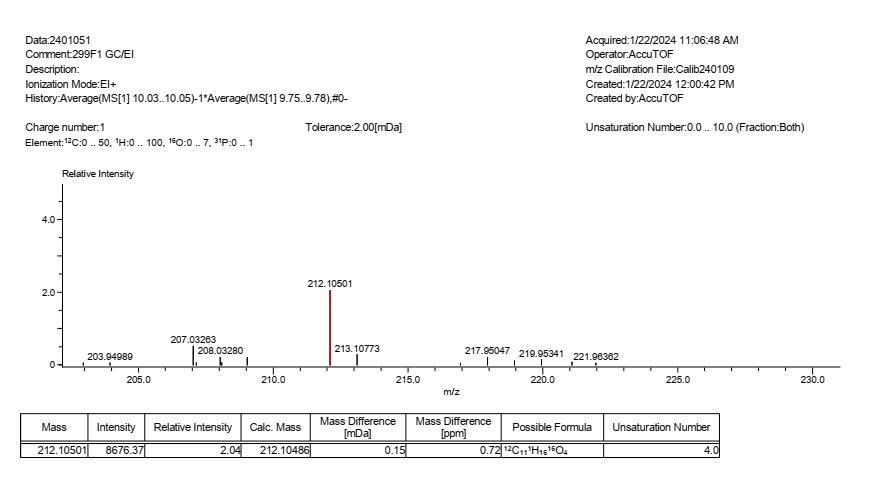 Data:2401051
Acquired:1/22/2024 11:06:48 AM
Comment:299F1 GC/EI
Operator:AccuTOF
Description:
m/z Calibration File:Calib240109
Ionization Mode:EI+
Created:1/22/2024 12:00:42 PM
History:Average(MS[1] 10.03..10.05)-1*Average(MS[1] 9.75..9.78),#0-
Created by:AccuTOF
Charge number:1 Tolerance:2.00[mDa] Unsaturation Number:0.0 .. 10.0 (Fraction:Both)
Element:¹²C:0 .. 50, ¹H:0 .. 100, ¹⁶O:0 .. 7, ³¹P:0 .. 1
Relative Intensity
4.0
212.10501
2.0
207.03263
213.10773
208.03280
217.95047
219.95341
203.94989
221.96362
0
205.0 210.0 215.0 220.0 225.0 230.0
m/z
Mass Intensity Relative Intensity Calc. Mass Mass Difference [mDa] Mass Difference [ppm] Possible Formula Unsaturation Number
212.10501 8676.37 2.04 212.10486 0.15 0.72 ¹²C₁₁¹H₁₆¹⁶O₄ 4.0